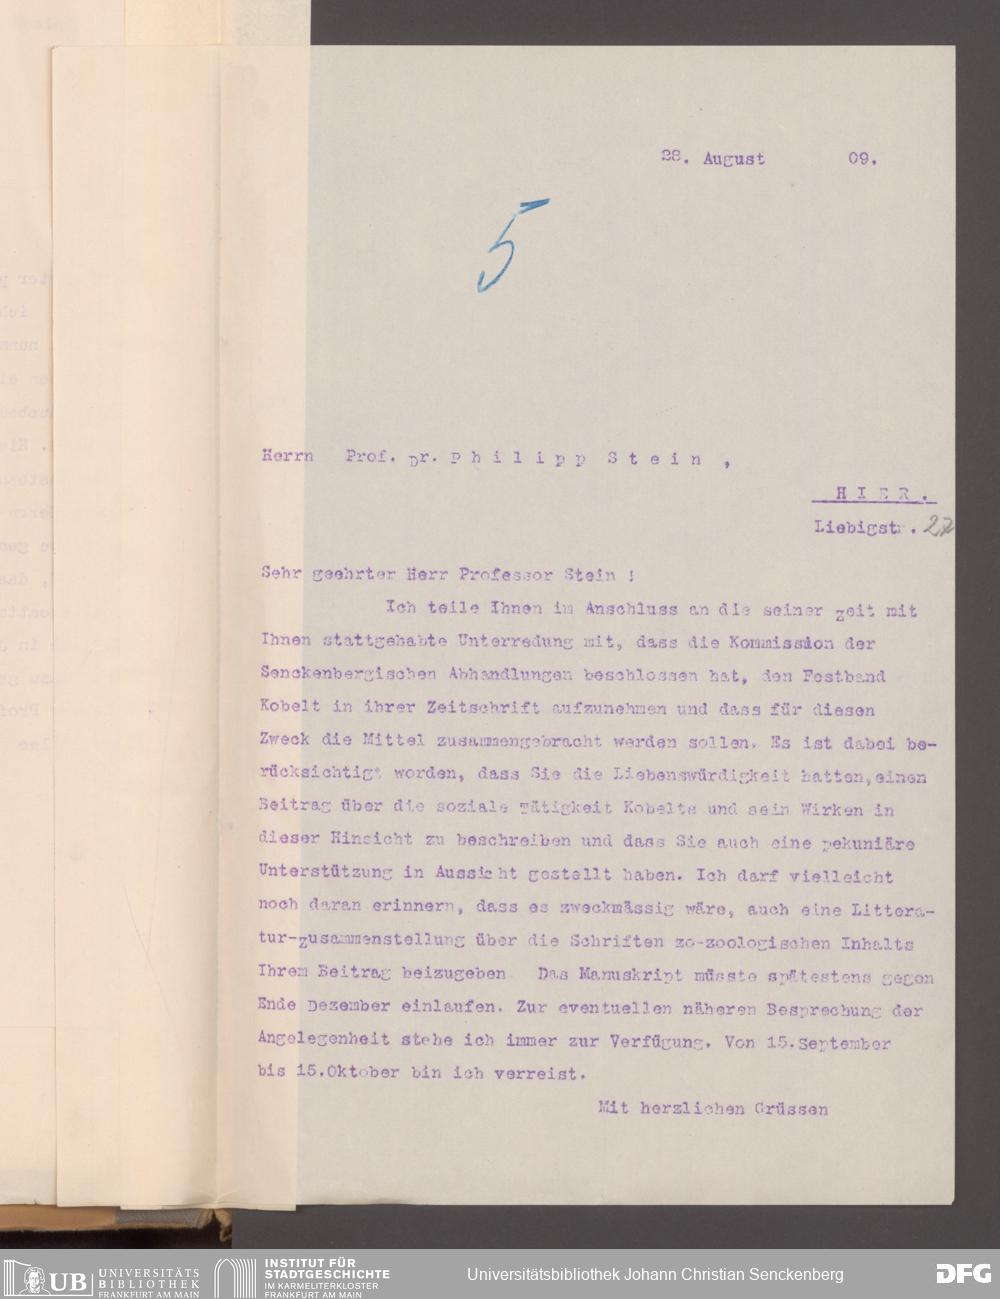 28. August 09.
5
Herrn Prof. Dr. P h i l i p p S t e i n ,
H I E R .
Liebigstr. 27
Sehr geehrter Herr Professor Stein !
Ich teile Ihnen im Anschluss an die seiner zeit mit
Ihnen stattgehabte Unterredung mit, dass die Kommission der
Senckenbergischen Abhandlungen beschlossen hat, den Festband
Kobelt in ihrer Zeitschrift aufzunehmen und dass für diesen
Zweck die Mittel zusammengebracht werden sollen. Es ist dabei be-
rücksichtigt worden, dass Sie die Liebenswürdigkeit hatten, einen
Beitrag über die soziale Tätigkeit Kobelts und sein Wirken in
dieser Hinsicht zu beschreiben und dass Sie auch eine pekuniäre
Unterstützung in Aussicht gestellt haben. Ich darf vielleicht
noch daran erinnern, dass es zweckmässig wäre, auch eine Littera-
tur-zusammenstellung über die Schriften zo-zoologischen Inhalts
Ihrem Beitrag beizugeben. Das Manuskript müsste spätestens gegen
Ende Dezember einlaufen. Zur eventuellen näheren Besprechung der
Angelegenheit stehe ich immer zur Verfügung. Von 15.September
bis 15.Oktober bin ich verreist.
Mit herzlichen Grüssen
UB UNIVERSITÄTS
BIBLIOTHEK
FRANKFURT AM MAIN
INSTITUT FÜR
STADTGESCHICHTE
IM KARMELITERKLOSTER
FRANKFURT AM MAIN
Universitätsbibliothek Johann Christian Senckenberg
DFG